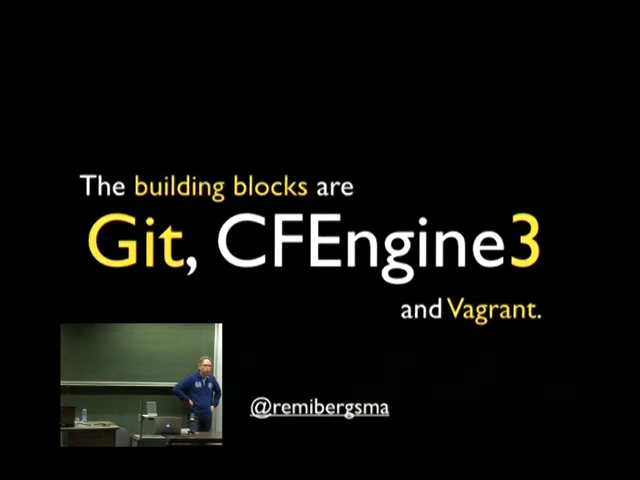 The building blocks are
Git, CFEngine3
and Vagrant.
@remibergsma